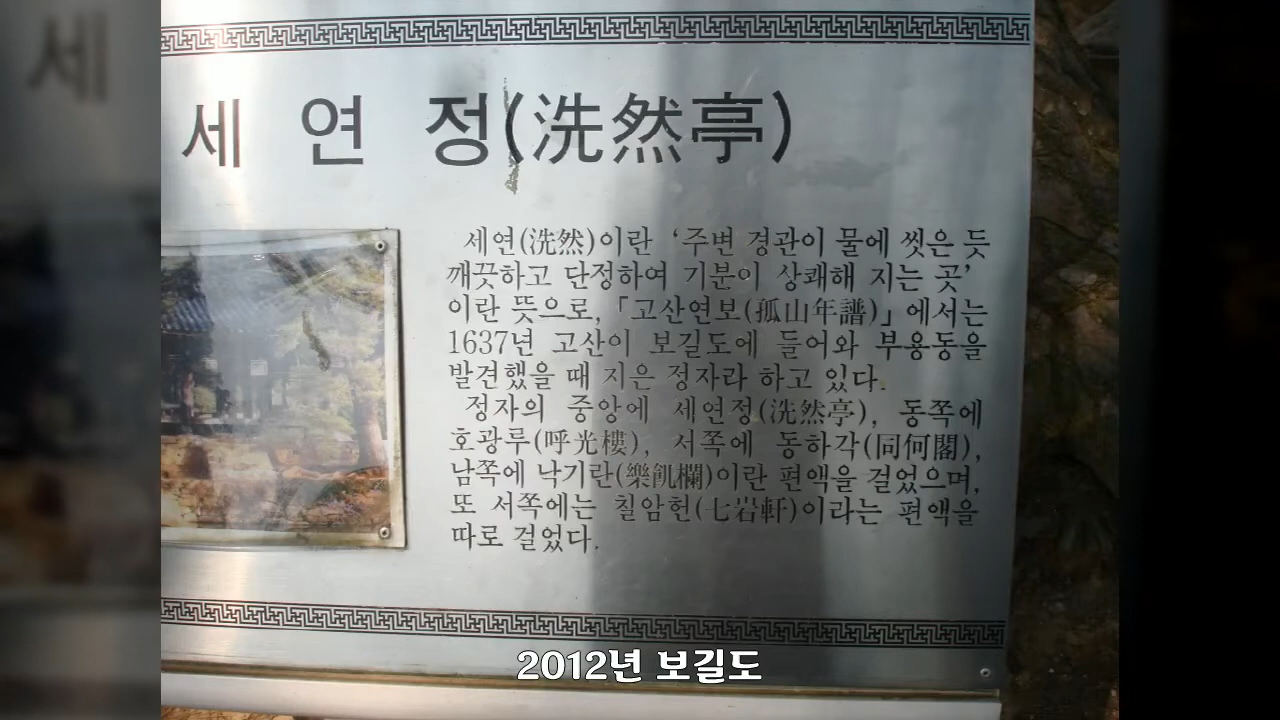 세
세 연 정(洗然亭)
세연(洗然)이란 '주변 경관이 물에 씻은 듯
깨끗하고 단정하여 기분이 상쾌해 지는 곳'
이란 뜻으로,「고산연보(孤山年譜)」에서는
1637년 고산이 보길도에 들어와 부용동을
발견했을 때 지은 정자라 하고 있다.
정자의 중앙에 세연정(洗然亭), 동쪽에
호광루(呼光樓), 서쪽에 동하각(同何閣),
남쪽에 낙기란(樂飢欄)이란 편액을 걸었으며,
또 서쪽에는 칠암헌(七岩軒)이라는 편액을
따로 걸었다.
2012년 보길도